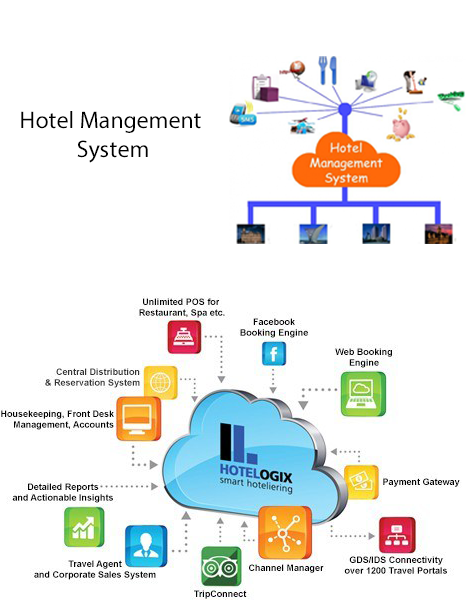 Hotel Mangement
System
Hotel
Management
System
Unlimited POS for
Restaurant, Spa etc.
Facebook
Booking Engine
Web Booking
Engine
Central Distribution
& Reservation System
Housekeeping, Front Desk
Management, Accounts
HOTELOGIX
smart hoteliering
Detailed Reports
and Actionable Insights
Payment Gateway
Travel Agent
and Corporate Sales System
TripConnect
Channel Manager
GDS/IDS Connectivity
over 1200 Travel Portals